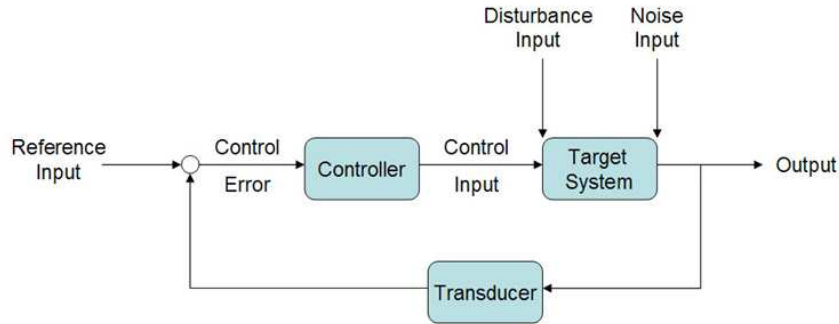 Disturbance
Input
Noise
Input
Reference
Input
Control
Error
Controller
Control
Input
Target
System
Output
Transducer